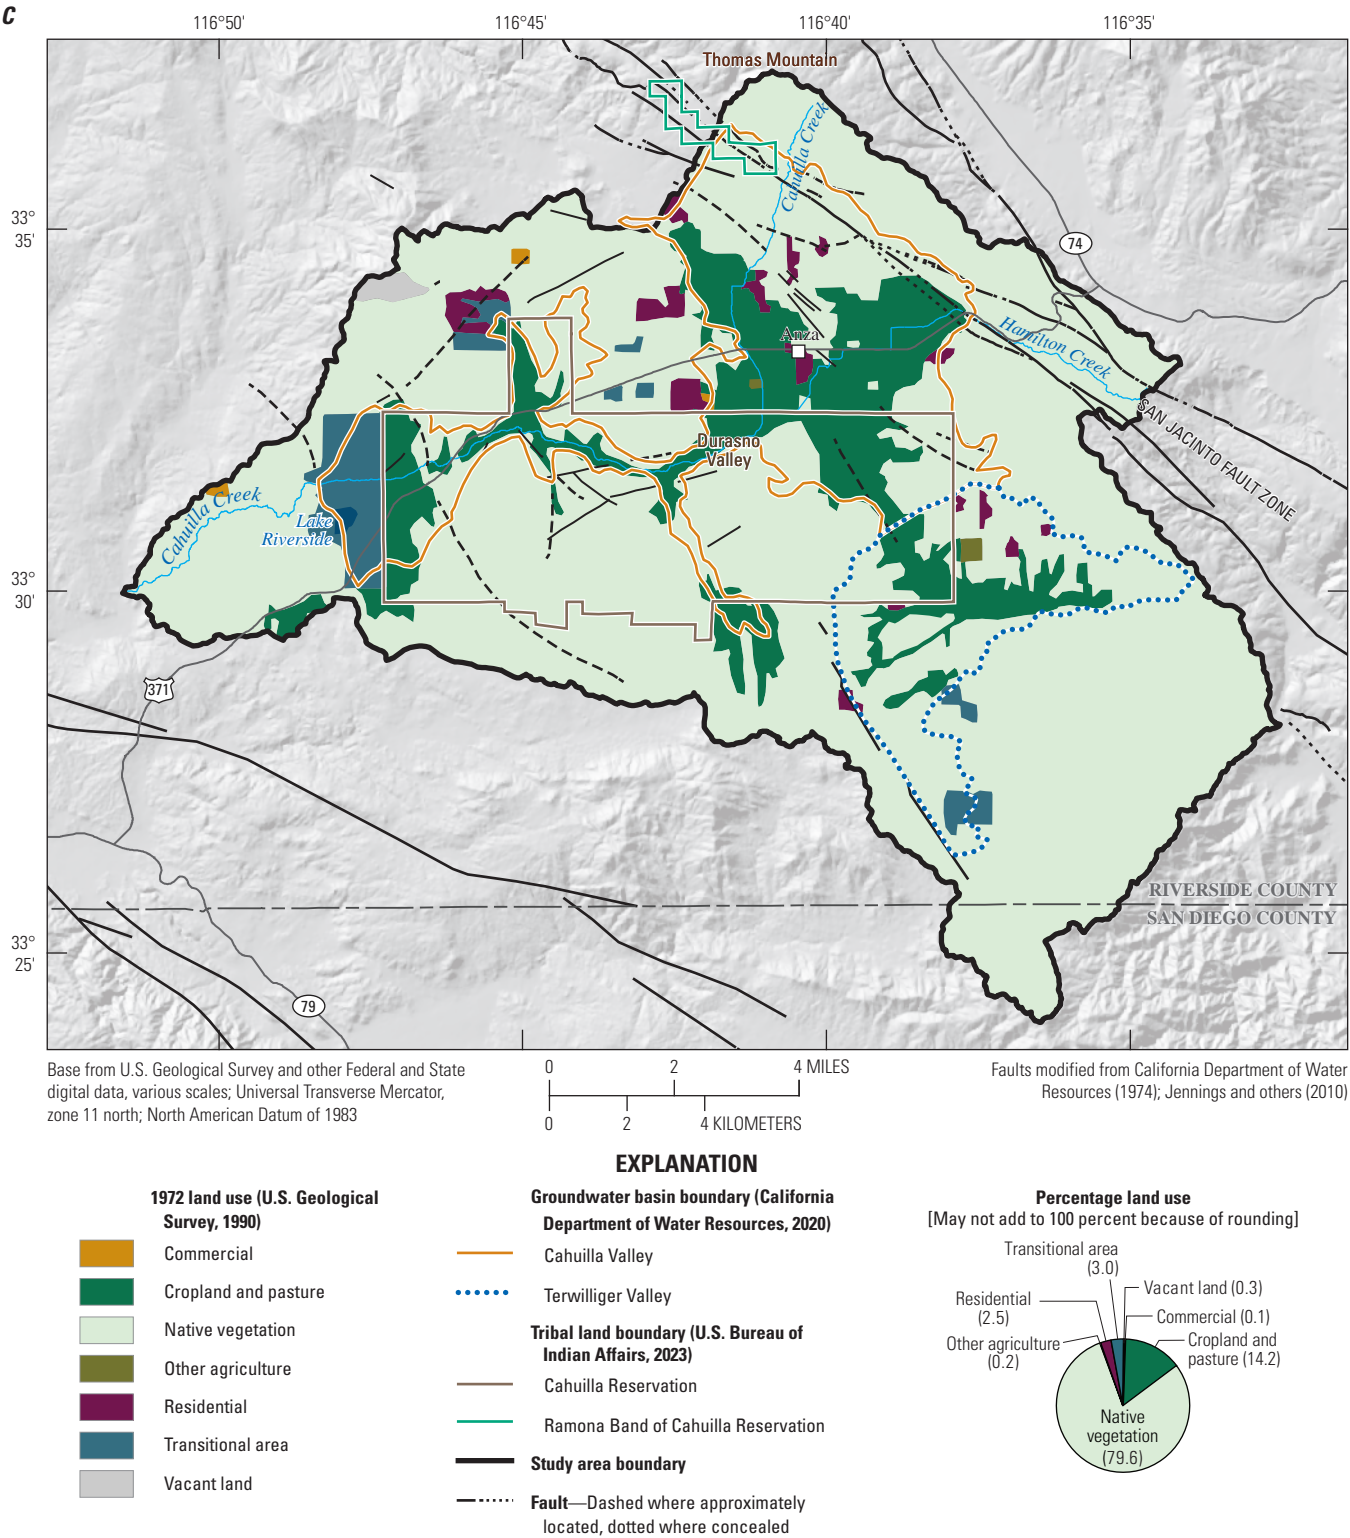 C
116°50'
116°45'
116°40'
116°35'
Thomas Mountain
Cahuilla Creek
33°
35'
74
Hamilton Creek
Anza
SAN JACINTO FAULT ZONE
Durasno
Valley
Cahuilla Creek
Lake
Riverside
33°
30'
371
RIVERSIDE COUNTY
SAN DIEGO COUNTY
33°
25'
79
Base from U.S. Geological Survey and other Federal and State
digital data, various scales; Universal Transverse Mercator,
zone 11 north; North American Datum of 1983
0 2 4 MILES
0 2 4 KILOMETERS
Faults modified from California Department of Water
Resources (1974); Jennings and others (2010)
EXPLANATION
1972 land use (U.S. Geological
Survey, 1990)
Commercial
Cropland and pasture
Native vegetation
Other agriculture
Residential
Transitional area
Vacant land
Groundwater basin boundary (California
Department of Water Resources, 2020)
Cahuilla Valley
Terwilliger Valley
Tribal land boundary (U.S. Bureau of
Indian Affairs, 2023)
Cahuilla Reservation
Ramona Band of Cahuilla Reservation
Study area boundary
Fault—Dashed where approximately
located, dotted where concealed
Percentage land use
[May not add to 100 percent because of rounding]
Transitional area
(3.0)
Vacant land (0.3)
Residential
(2.5)
Commercial (0.1)
Other agriculture
(0.2)
Cropland and
pasture (14.2)
Native
vegetation
(79.6)